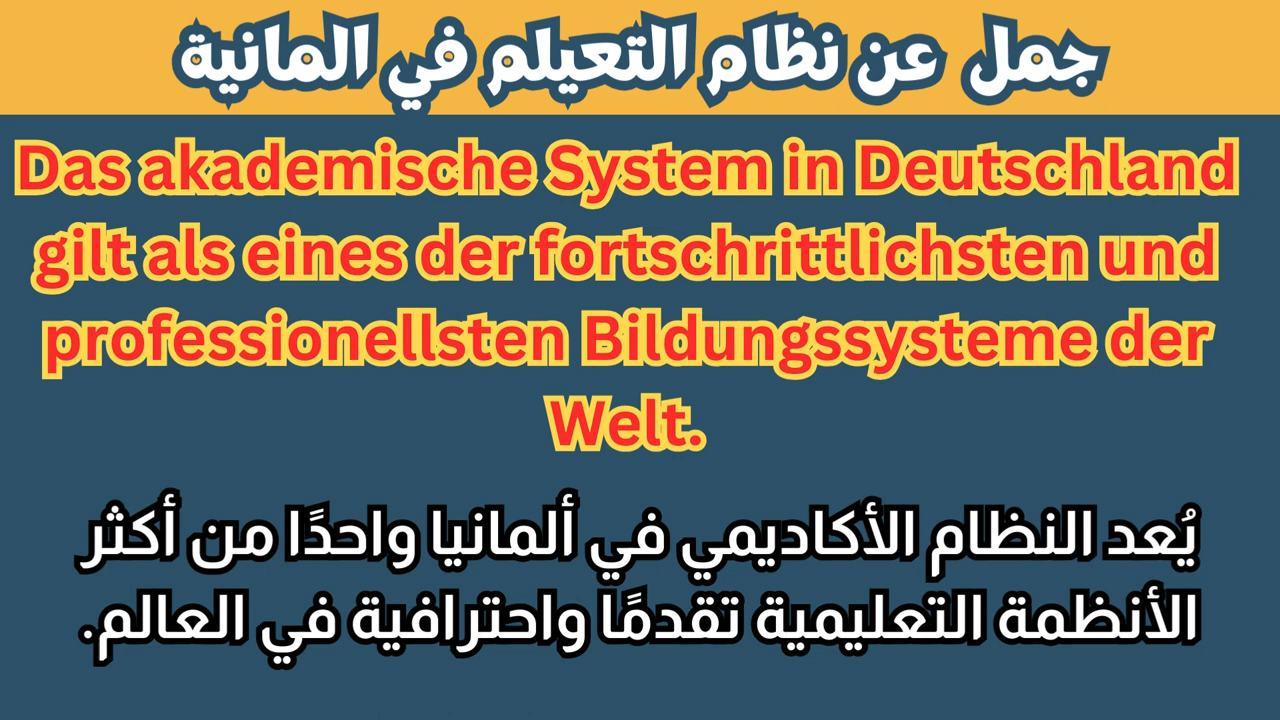 جمل عن نظام التعيلم في المانية
Das akademische System in Deutschland
gilt als eines der fortschrittlichsten und
professionellsten Bildungssysteme der
Welt.
يُعد النظام الأكاديمي في ألمانيا واحدًا من أكثر
الأنظمة التعليمية تقدمًا واحترافية في العالم.